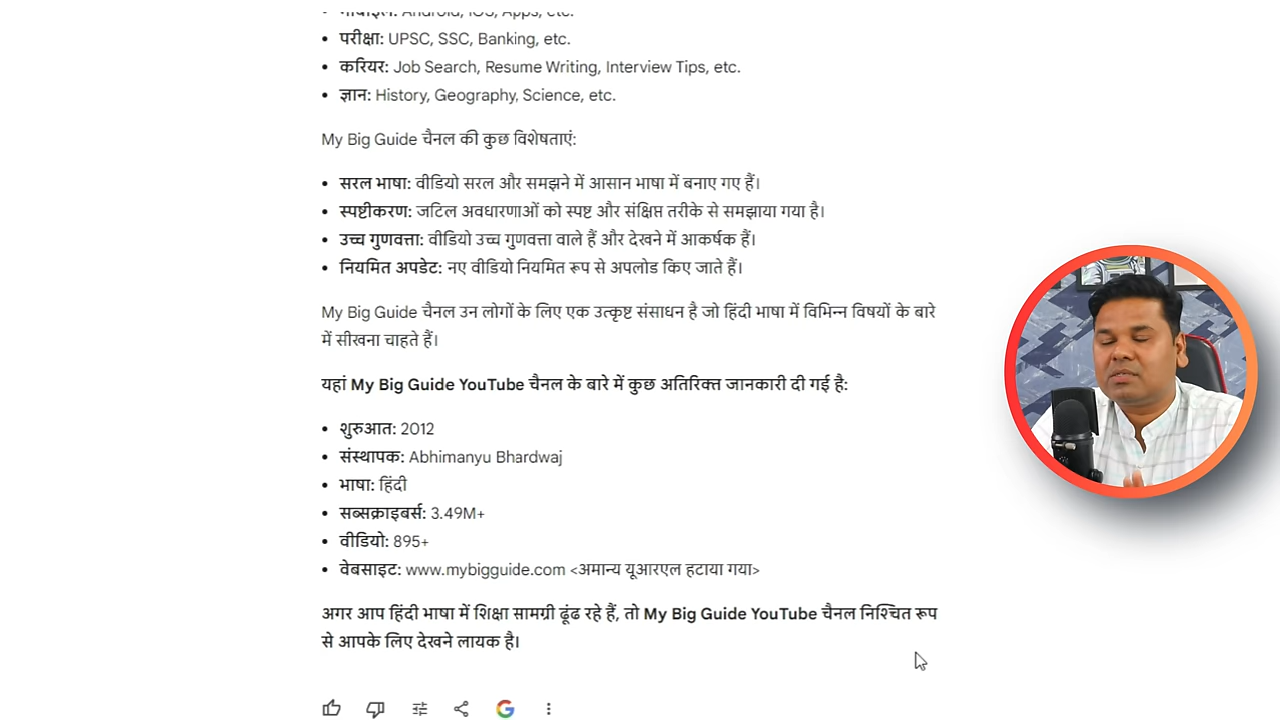 Android, iOS, Apps, etc.
• परीक्षा: UPSC, SSC, Banking, etc.
• करियर: Job Search, Resume Writing, Interview Tips, etc.
• ज्ञान: History, Geography, Science, etc.
My Big Guide चैनल की कुछ विशेषताएं:
• सरल भाषा: वीडियो सरल और समझने में आसान भाषा में बनाए गए हैं।
• स्पष्टीकरण: जटिल अवधारणाओं को स्पष्ट और संक्षिप्त तरीके से समझाया गया है।
• उच्च गुणवत्ता: वीडियो उच्च गुणवत्ता वाले हैं और देखने में आकर्षक हैं।
• नियमित अपडेट: नए वीडियो नियमित रूप से अपलोड किए जाते हैं।
My Big Guide चैनल उन लोगों के लिए एक उत्कृष्ट संसाधन है जो हिंदी भाषा में विभिन्न विषयों के बारे
में सीखना चाहते हैं।
यहां My Big Guide YouTube चैनल के बारे में कुछ अतिरिक्त जानकारी दी गई है:
• शुरुआत: 2012
• संस्थापक: Abhimanyu Bhardwaj
• भाषा: हिंदी
• सब्सक्राइबर्स: 3.49M+
• वीडियो: 895+
• वेबसाइट: www.mybigguide.com <अमान्य यूआरएल हटाया गया>
अगर आप हिंदी भाषा में शिक्षा सामग्री ढूंढ रहे हैं, तो My Big Guide YouTube चैनल निश्चित रूप
से आपके लिए देखने लायक है।